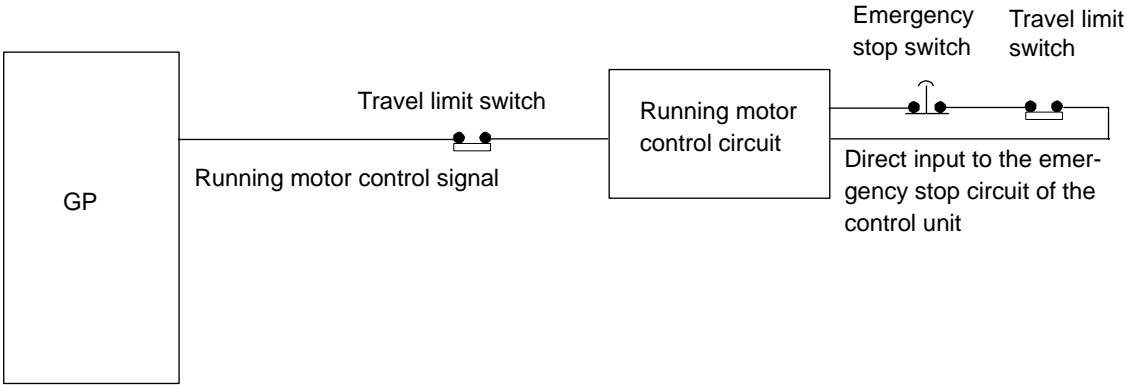 Emergency
stop switch
Travel limit
switch
Travel limit switch
Running motor
control circuit
Running motor control signal
Direct input to the emer-
gency stop circuit of the
control unit
GP